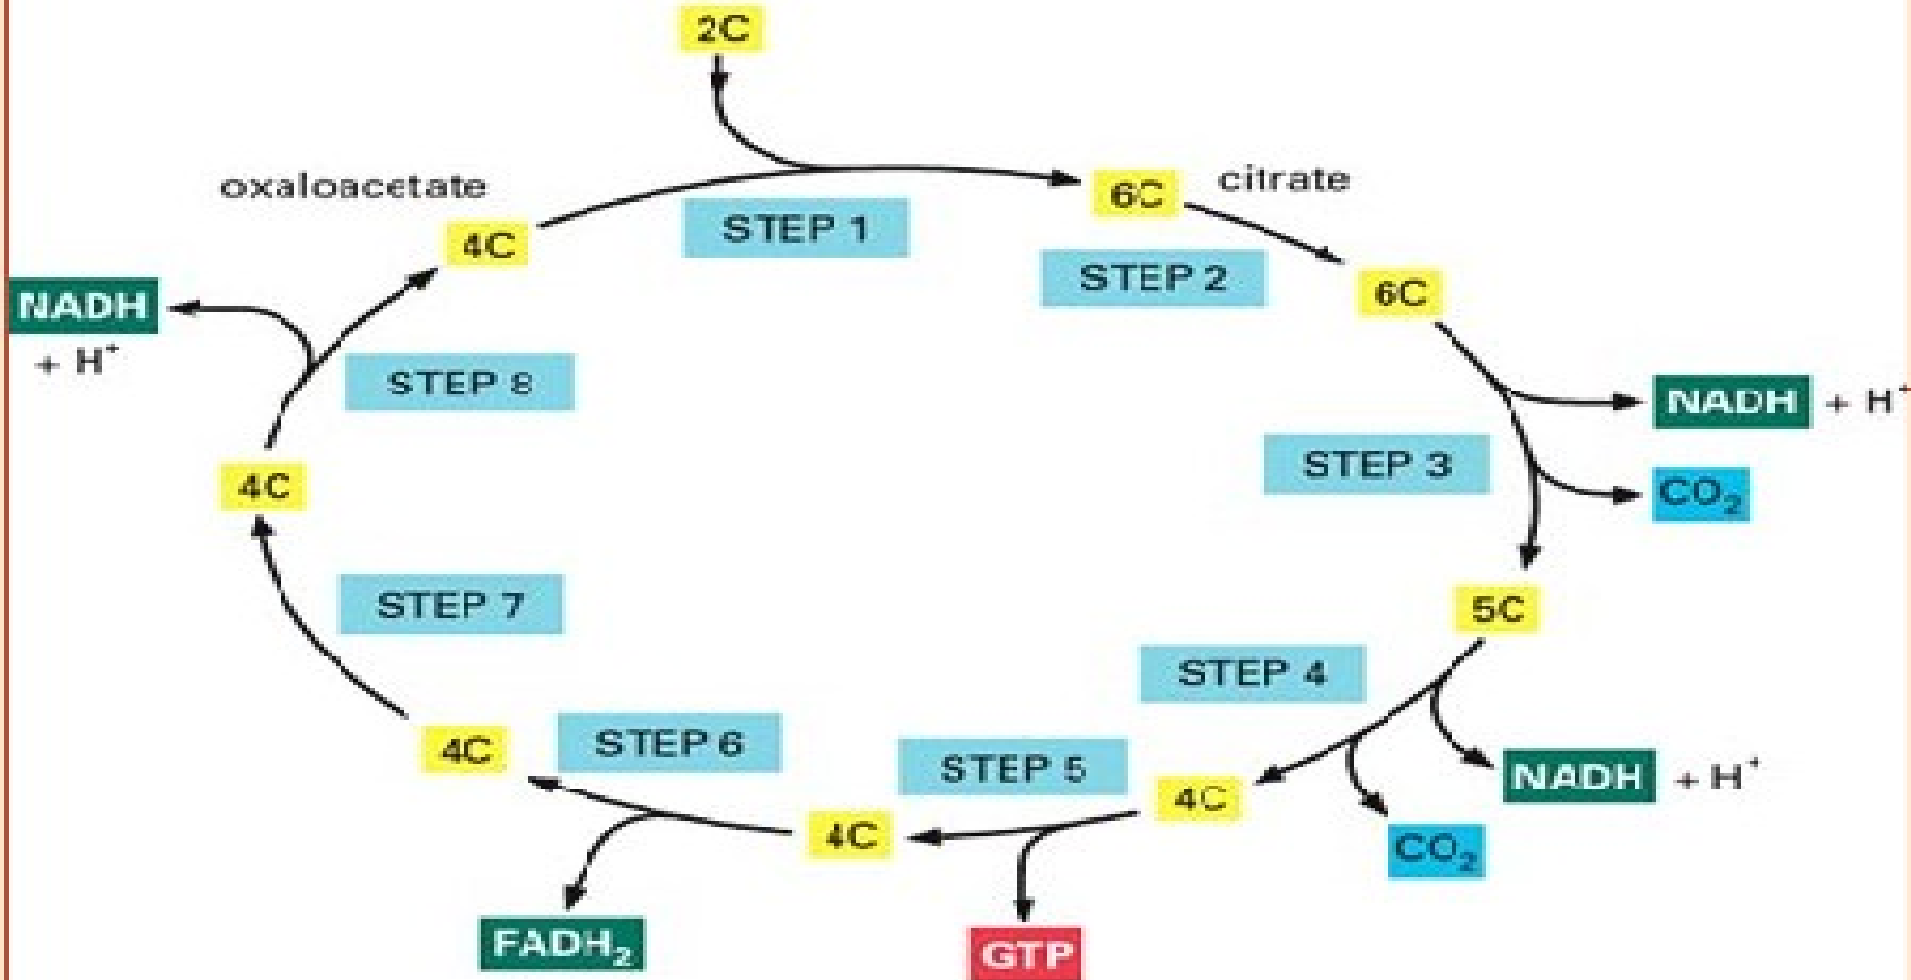 2C
oxaloacetate
6C
citrate
STEP 1
4C
STEP 2
6C
NADH
+ H⁺
STEP 8
NADH + H⁺
STEP 3
4C
CO₂
STEP 7
5C
STEP 4
4C
STEP 6
STEP 5
4C
NADH + H⁺
4C
CO₂
FADH₂
GTP